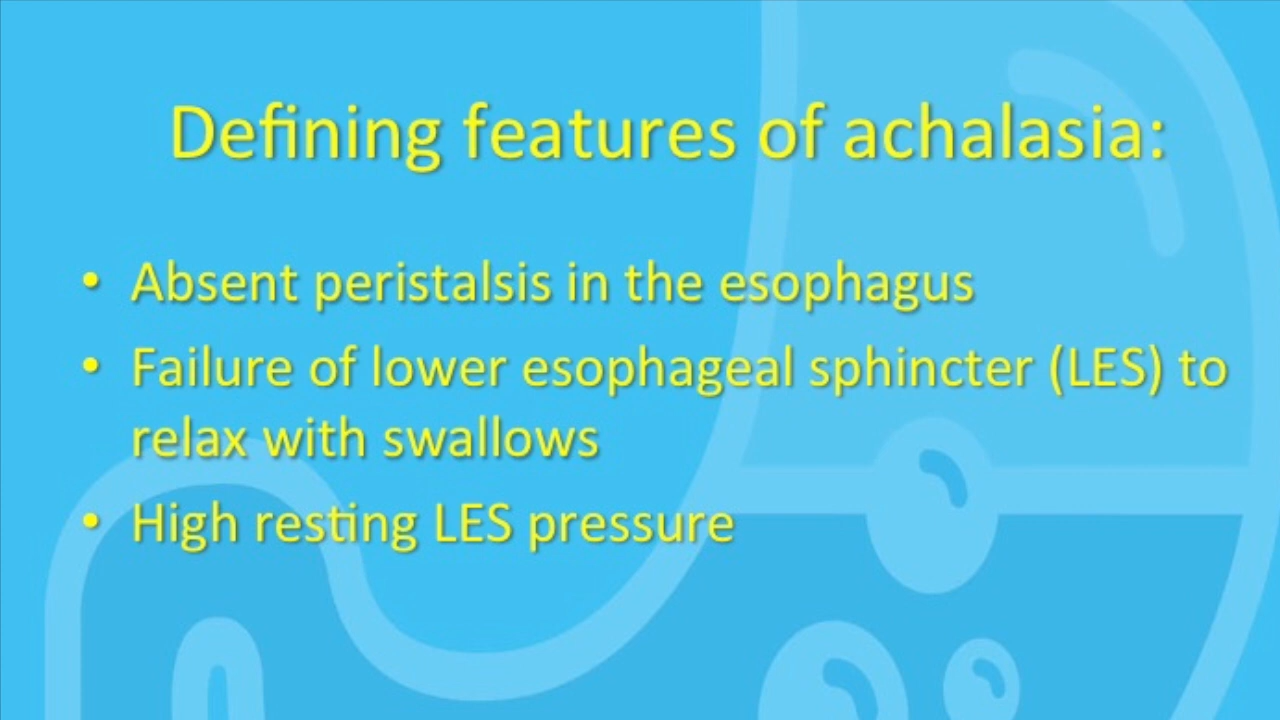 Defining features of achalasia:
• Absent peristalsis in the esophagus
• Failure of lower esophageal sphincter (LES) to
relax with swallows
• High resting LES pressure